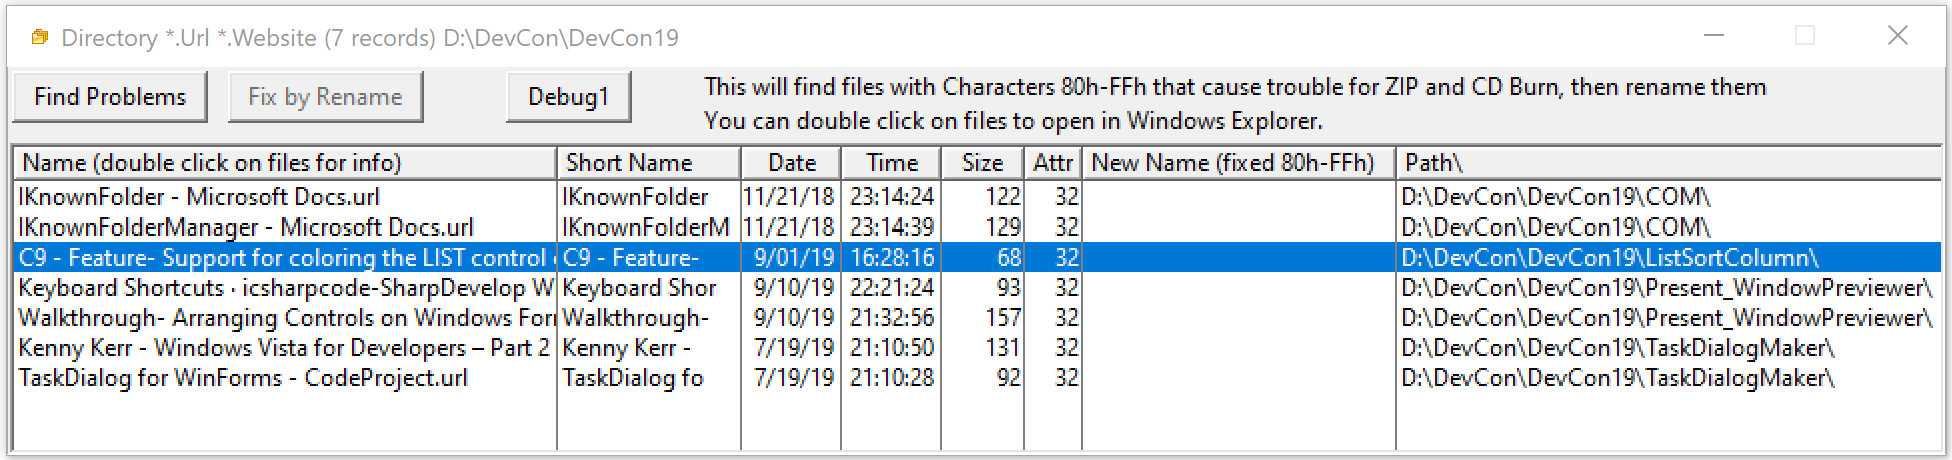 Directory *.Url *.Website (7 records) D:\DevCon\DevCon19
Find Problems Fix by Rename Debug1 This will find files with Characters 80h-FFh that cause trouble for ZIP and CD Burn, then rename them
You can double click on files to open in Windows Explorer.
Name (double click on files for info) Short Name Date Time Size Attr New Name (fixed 80h-FFh) Path\
IKnownFolder - Microsoft Docs.url IKnownFolder 11/21/18 23:14:24 122 32 D:\DevCon\DevCon19\COM\
IKnownFolderManager - Microsoft Docs.url IKnownFolderM 11/21/18 23:14:39 129 32 D:\DevCon\DevCon19\COM\
C9 - Feature- Support for coloring the LIST control C9 - Feature- 9/01/19 16:28:16 68 32 D:\DevCon\DevCon19\ListSortColumn\
Keyboard Shortcuts · icsharpcode-SharpDevelop W Keyboard Shor 9/10/19 22:21:24 93 32 D:\DevCon\DevCon19\Present_WindowPreviewer\
Walkthrough- Arranging Controls on Windows For Walkthrough- 9/10/19 21:32:56 157 32 D:\DevCon\DevCon19\Present_WindowPreviewer\
Kenny Kerr - Windows Vista for Developers – Part 2 Kenny Kerr - 7/19/19 21:10:50 131 32 D:\DevCon\DevCon19\TaskDialogMaker\
TaskDialog for WinForms - CodeProject.url TaskDialog fo 7/19/19 21:10:28 92 32 D:\DevCon\DevCon19\TaskDialogMaker\